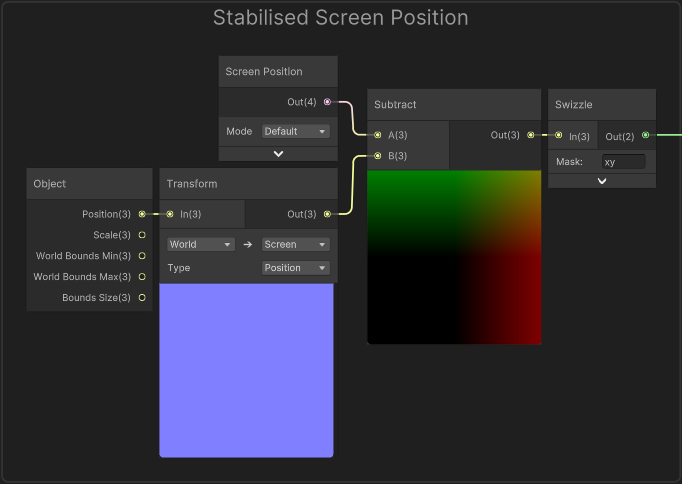 Stabilised Screen Position
Screen Position
Out(4)
Mode Default
Subtract
A(3) Out(3)
B(3)
Swizzle
In(3) Out(2)
Mask: xy
Object
Position(3)
Scale(3)
World Bounds Min(3)
World Bounds Max(3)
Bounds Size(3)
Transform
In(3) Out(3)
World Screen
Type Position